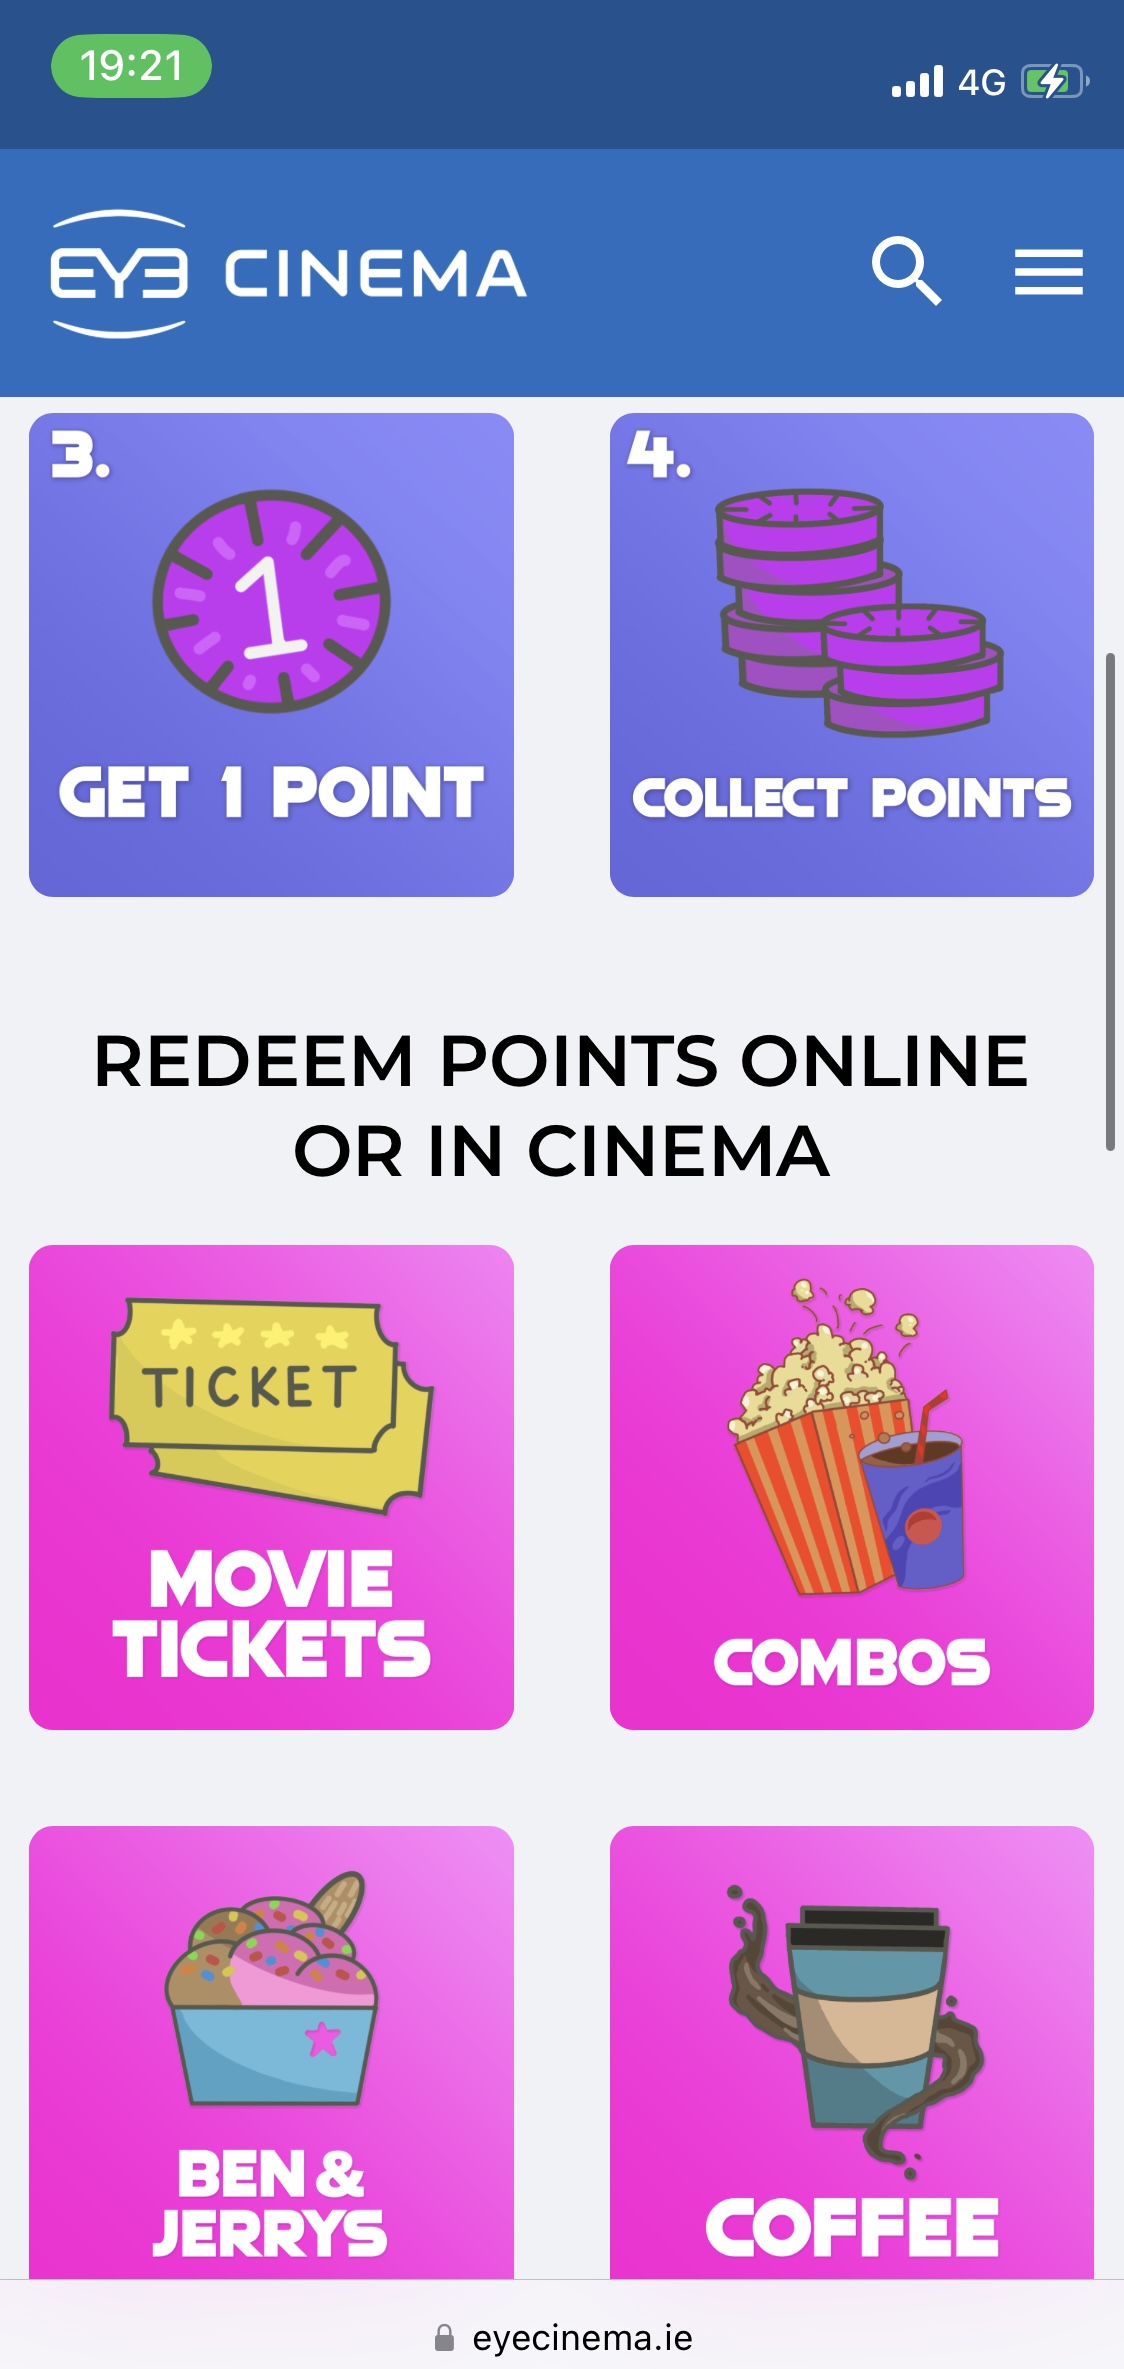 19:21
4G
EYE CINEMA
3.
4.
1
GET 1 POINT
COLLECT POINTS
REDEEM POINTS ONLINE
OR IN CINEMA
TICKET
MOVIE
TICKETS
COMBOS
BEN &
JERRYS
COFFEE
eyecinema.ie